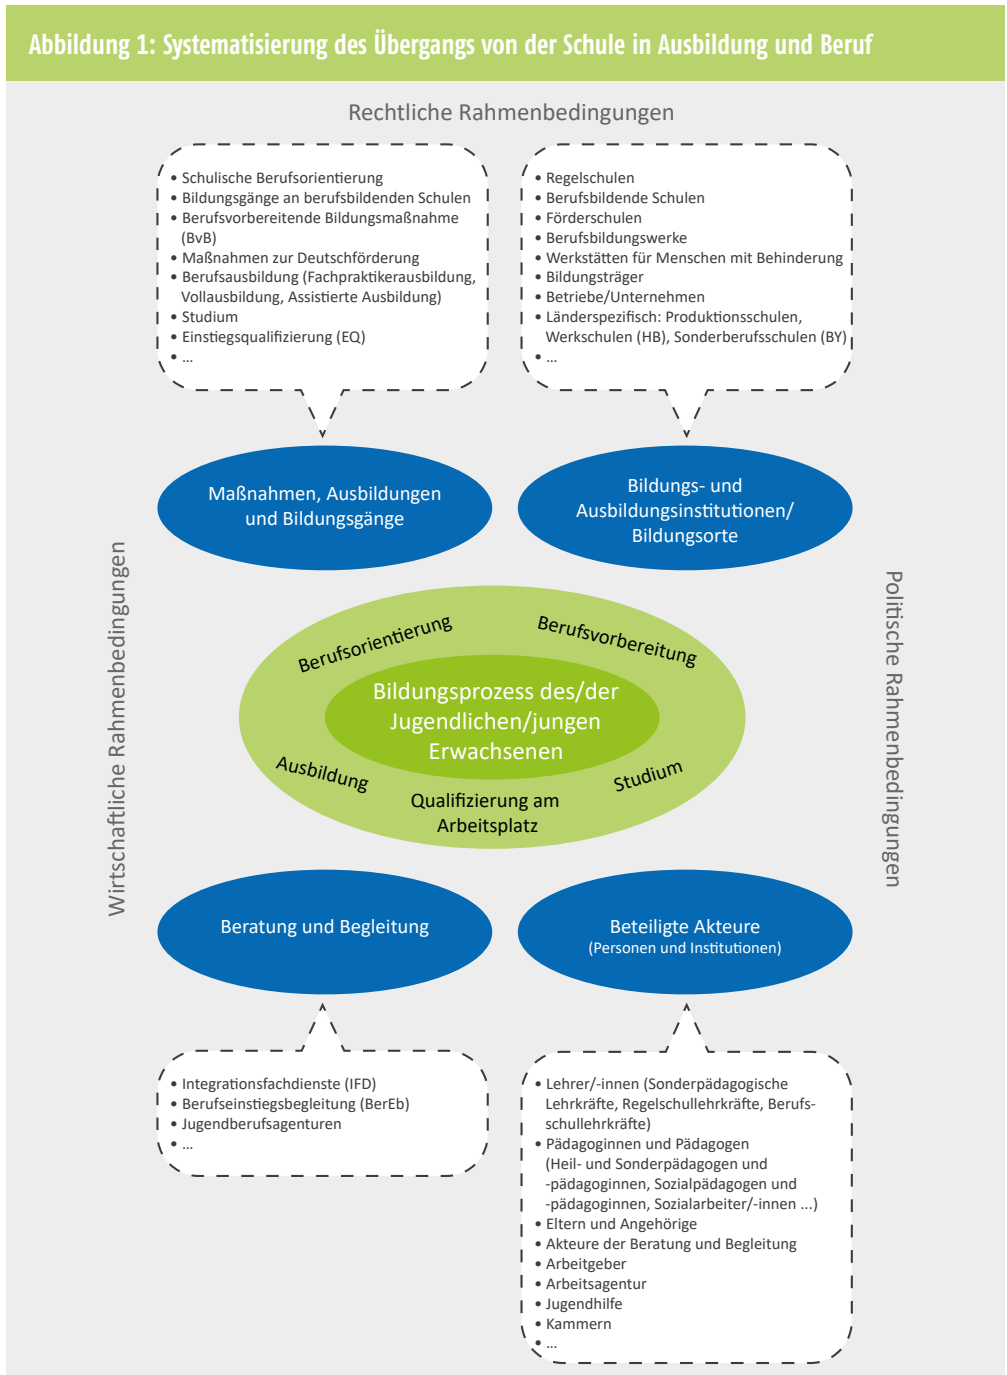 Abbildung 1: Systematisierung des Übergangs von der Schule in Ausbildung und Beruf
Rechtliche Rahmenbedingungen
• Schulische Berufsorientierung
• Bildungsgänge an berufsbildenden Schulen
• Berufsvorbereitende Bildungsmaßnahme
(BvB)
• Maßnahmen zur Deutschförderung
• Berufsausbildung (Fachpraktikerausbildung,
Vollausbildung, Assistierte Ausbildung)
• Studium
• Einstiegsqualifizierung (EQ)
• ...
• Regelschulen
• Berufsbildende Schulen
• Förderschulen
• Berufsbildungswerke
• Werkstätten für Menschen mit Behinderung
• Bildungsträger
• Betriebe/Unternehmen
• Länderspezifisch: Produktionsschulen,
Werkschulen (HB), Sonderberufsschulen (BY)
• ...
Maßnahmen, Ausbildungen
und Bildungsgänge
Bildungs- und
Ausbildungsinstitutionen/
Bildungsorte
Wirtschaftliche Rahmenbedingungen
Politische Rahmenbedingungen
Berufsorientierung
Berufsvorbereitung
Bildungsprozess des/der
Jugendlichen/jungen
Erwachsenen
Ausbildung
Qualifizierung am
Arbeitsplatz
Studium
Beratung und Begleitung
Beteiligte Akteure
(Personen und Institutionen)
• Integrationsfachdienste (IFD)
• Berufseinstiegsbegleitung (BerEb)
• Jugendberufsagenturen
• ...
• Lehrer/-innen (Sonderpädagogische
Lehrkräfte, Regelschullehrkräfte, Berufs-
schullehrkräfte)
• Pädagoginnen und Pädagogen
(Heil- und Sonderpädagogen und
-pädagoginnen, Sozialpädagogen und
-pädagoginnen, Sozialarbeiter/-innen ...)
• Eltern und Angehörige
• Akteure der Beratung und Begleitung
• Arbeitgeber
• Arbeitsagentur
• Jugendhilfe
• Kammern
• ...